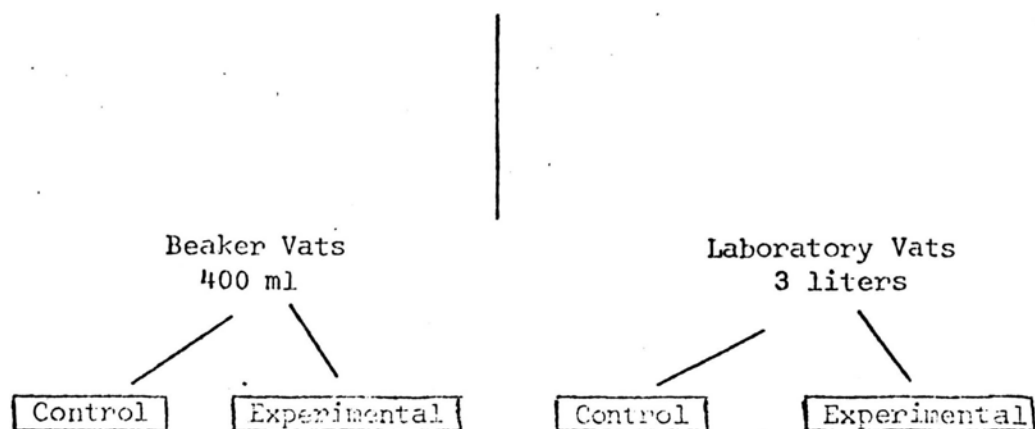 Beaker Vats
400 ml
Laboratory Vats
3 liters
Control
Experimental
Control
Experimental